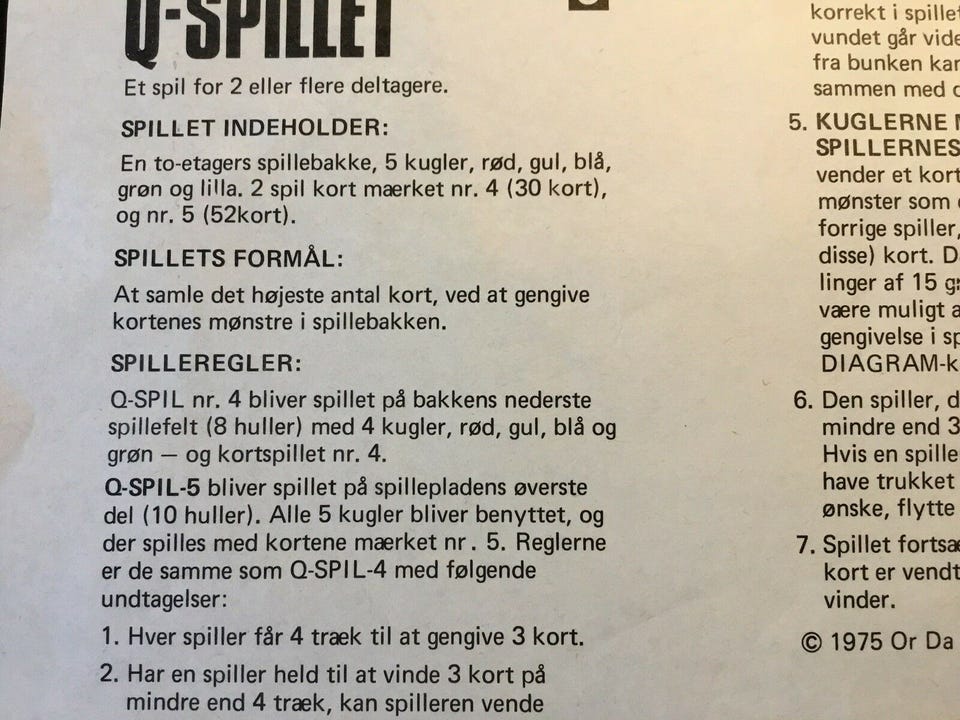 Q-SPILLET
Et spil for 2 eller flere deltagere.
SPILLET INDEHOLDER:
En to-etagers spillebakke, 5 kugler, rød, gul, blå,
grøn og lilla. 2 spil kort mærket nr. 4 (30 kort),
og nr. 5 (52kort).
SPILLETS FORMÅL:
At samle det højeste antal kort, ved at gengive
kortenes mønstre i spillebakken.
SPILLEREGLER:
Q-SPIL nr. 4 bliver spillet på bakkens nederste
spillefelt (8 huller) med 4 kugler, rød, gul, blå og
grøn — og kortspillet nr. 4.
Q-SPIL-5 bliver spillet på spillepladens øverste
del (10 huller). Alle 5 kugler bliver benyttet, og
der spilles med kortene mærket nr. 5. Reglerne
er de samme som Q-SPIL-4 med følgende
undtagelser:
1. Hver spiller får 4 træk til at gengive 3 kort.
2. Har en spiller held til at vinde 3 kort på
mindre end 4 træk, kan spilleren vende
korrekt i spillet
vundet går vide
fra bunken kan
sammen med
5. KUGLERNE
SPILLERNES
vender et kort
mønster som
forrige spiller,
disse) kort.
linger af 15
være muligt
gengivelse i
DIAGRAM-k
6. Den spiller, d
mindre end 3
Hvis en spille
have trukket
ønske, flytte
7. Spillet fortsæ
kort er vendt
vinder.
© 1975 Or Da